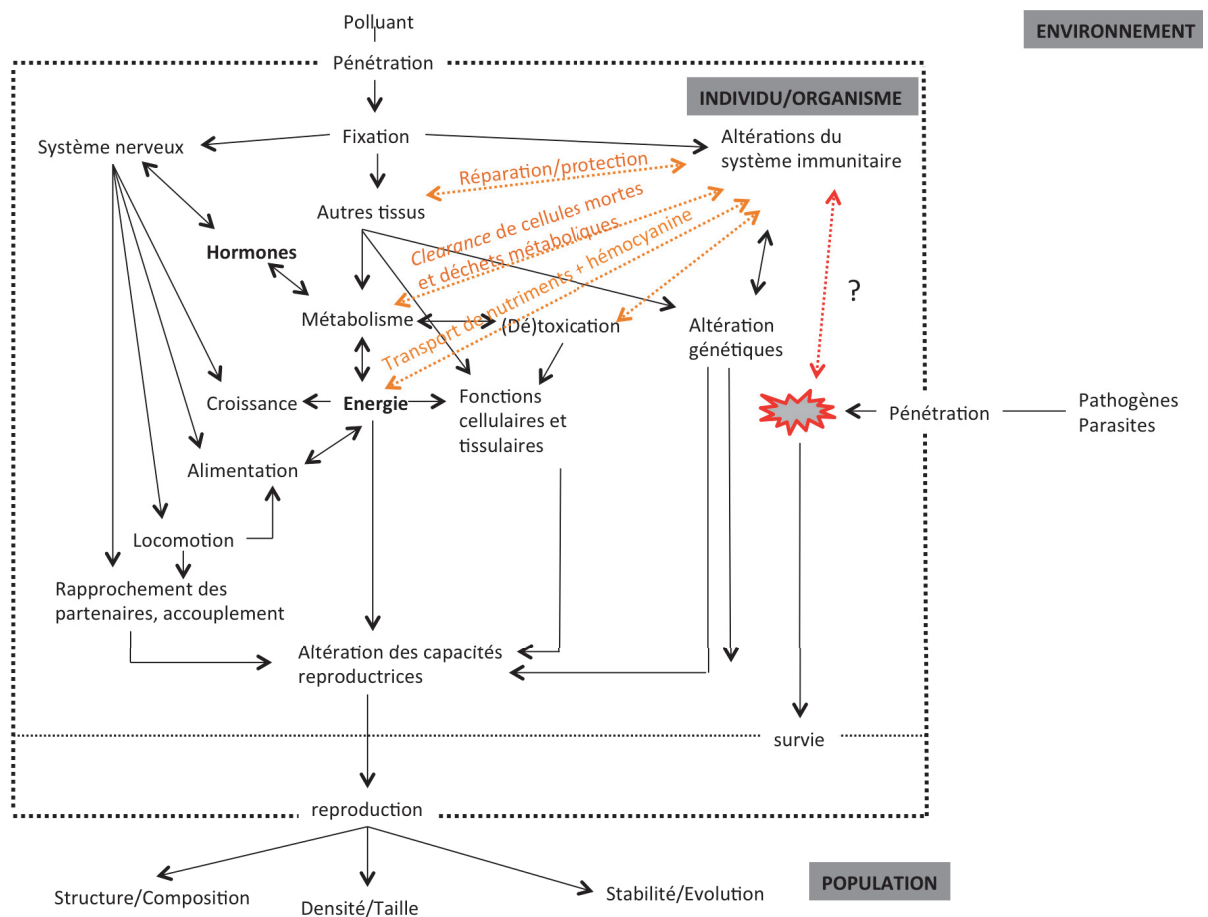 Polluant
ENVIRONNEMENT
Pénétration
INDIVIDU/ORGANISME
Système nerveux
Fixation
Altérations du
système immunitaire
Réparation/protection
Autres tissus
Clearance de cellules mortes
et déchets métaboliques
Hormones
Transport de nutriments + hémocyanine
?
Métabolisme
(Dé)toxication
Altération
génétiques
Croissance
Energie
Fonctions
cellulaires et
tissulaires
Pénétration
Pathogènes
Parasites
Alimentation
Locomotion
Rapprochement des
partenaires, accouplement
Altération des capacités
reproductrices
survie
reproduction
POPULATION
Structure/Composition
Densité/Taille
Stabilité/Evolution